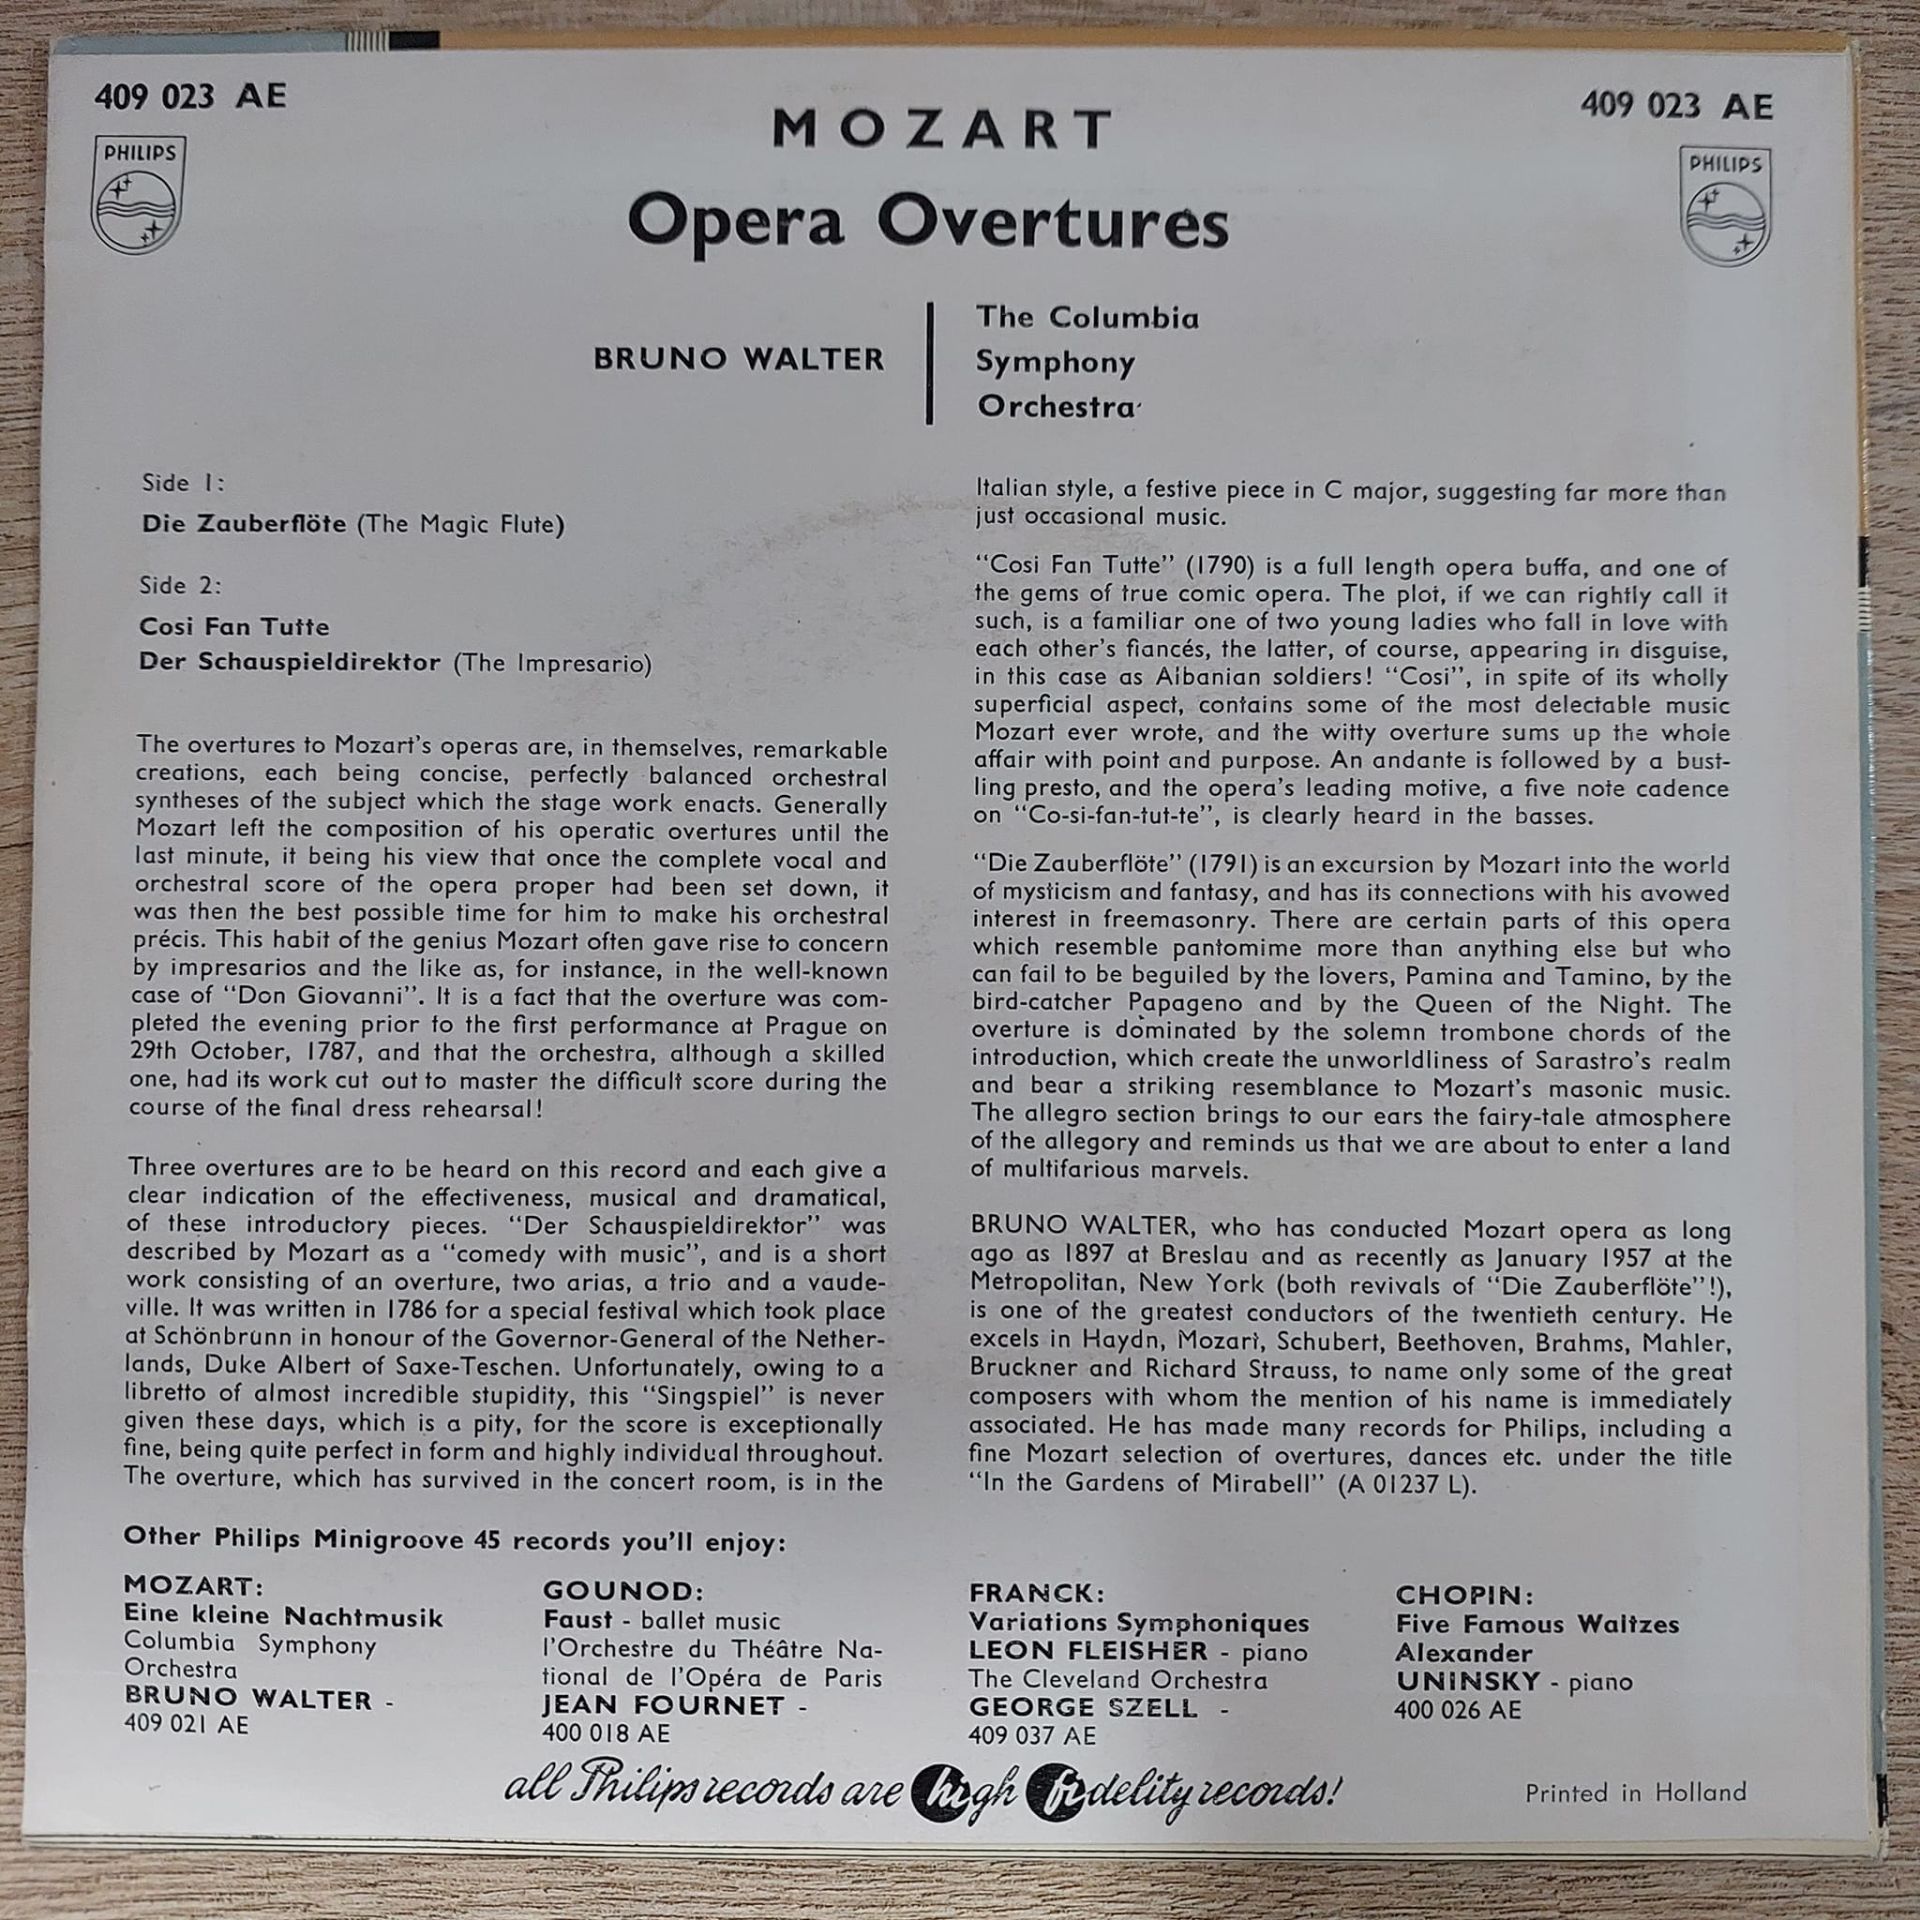 409 023 AE
409 023 AE
PHILIPS
PHILIPS
MOZART
Opera Overtures
BRUNO WALTER
The Columbia
Symphony
Orchestra
Side 1:
Die Zauberflöte (The Magic Flute)
Side 2:
Cosi Fan Tutte
Der Schauspieldirektor (The Impresario)
The overtures to Mozart's operas are, in themselves, remarkable
creations, each being concise, perfectly balanced orchestral
syntheses of the subject which the stage work enacts. Generally
Mozart left the composition of his operatic overtures until the
last minute, it being his view that once the complete vocal and
orchestral score of the opera proper had been set down, it
was then the best possible time for him to make his orchestral
précis. This habit of the genius Mozart often gave rise to concern
by impresarios and the like as, for instance, in the well-known
case of “Don Giovanni”. It is a fact that the overture was com-
pleted the evening prior to the first performance at Prague on
29th October, 1787, and that the orchestra, although a skilled
one, had its work cut out to master the difficult score during the
course of the final dress rehearsal!
Three overtures are to be heard on this record and each give a
clear indication of the effectiveness, musical and dramatical,
of these introductory pieces. “Der Schauspieldirektor” was
described by Mozart as a “comedy with music”, and is a short
work consisting of an overture, two arias, a trio and a vaude-
ville. It was written in 1786 for a special festival which took place
at Schönbrunn in honour of the Governor-General of the Nether-
lands, Duke Albert of Saxe-Teschen. Unfortunately, owing to a
libretto of almost incredible stupidity, this “Singspiel” is never
given these days, which is a pity, for the score is exceptionally
fine, being quite perfect in form and highly individual throughout.
The overture, which has survived in the concert room, is in the
Italian style, a festive piece in C major, suggesting far more than
just occasional music.
“Cosi Fan Tutte” (1790) is a full length opera buffa, and one of
the gems of true comic opera. The plot, if we can rightly call it
such, is a familiar one of two young ladies who fall in love with
each other's fiancés, the latter, of course, appearing in disguise,
in this case as Albanian soldiers! “Cosi”, in spite of its wholly
superficial aspect, contains some of the most delectable music
Mozart ever wrote, and the witty overture sums up the whole
affair with point and purpose. An andante is followed by a bust-
ling presto, and the opera's leading motive, a five note cadence
on “Co-si-fan-tut-te”, is clearly heard in the basses.
“Die Zauberflöte” (1791) is an excursion by Mozart into the world
of mysticism and fantasy, and has its connections with his avowed
interest in freemasonry. There are certain parts of this opera
which resemble pantomime more than anything else but who
can fail to be beguiled by the lovers, Pamina and Tamino, by the
bird-catcher Papageno and by the Queen of the Night. The
overture is dominated by the solemn trombone chords of the
introduction, which create the unworldliness of Sarastro's realm
and bear a striking resemblance to Mozart's masonic music.
The allegro section brings to our ears the fairy-tale atmosphere
of the allegory and reminds us that we are about to enter a land
of multifarious marvels.
BRUNO WALTER, who has conducted Mozart opera as long
ago as 1897 at Breslau and as recently as January 1957 at the
Metropolitan, New York (both revivals of “Die Zauberflöte”!),
is one of the greatest conductors of the twentieth century. He
excels in Haydn, Mozart, Schubert, Beethoven, Brahms, Mahler,
Bruckner and Richard Strauss, to name only some of the great
composers with whom the mention of his name is immediately
associated. He has made many records for Philips, including a
fine Mozart selection of overtures, dances etc. under the title
“In the Gardens of Mirabell” (A 01237 L).
Other Philips Minigroove 45 records you'll enjoy:
MOZART:
Eine kleine Nachtmusik
Columbia Symphony
Orchestra
BRUNO WALTER -
409 021 AE
GOUNOD:
Faust - ballet music
l'Orchestre du Théâtre Na-
tional de l'Opéra de Paris
JEAN FOURNET -
400 018 AE
FRANCK:
Variations Symphoniques
LEON FLEISHER - piano
The Cleveland Orchestra
GEORGE SZELL -
409 037 AE
CHOPIN:
Five Famous Waltzes
Alexander
UNINSKY - piano
400 026 AE
all Philips records are high fidelity records!
Printed in Holland